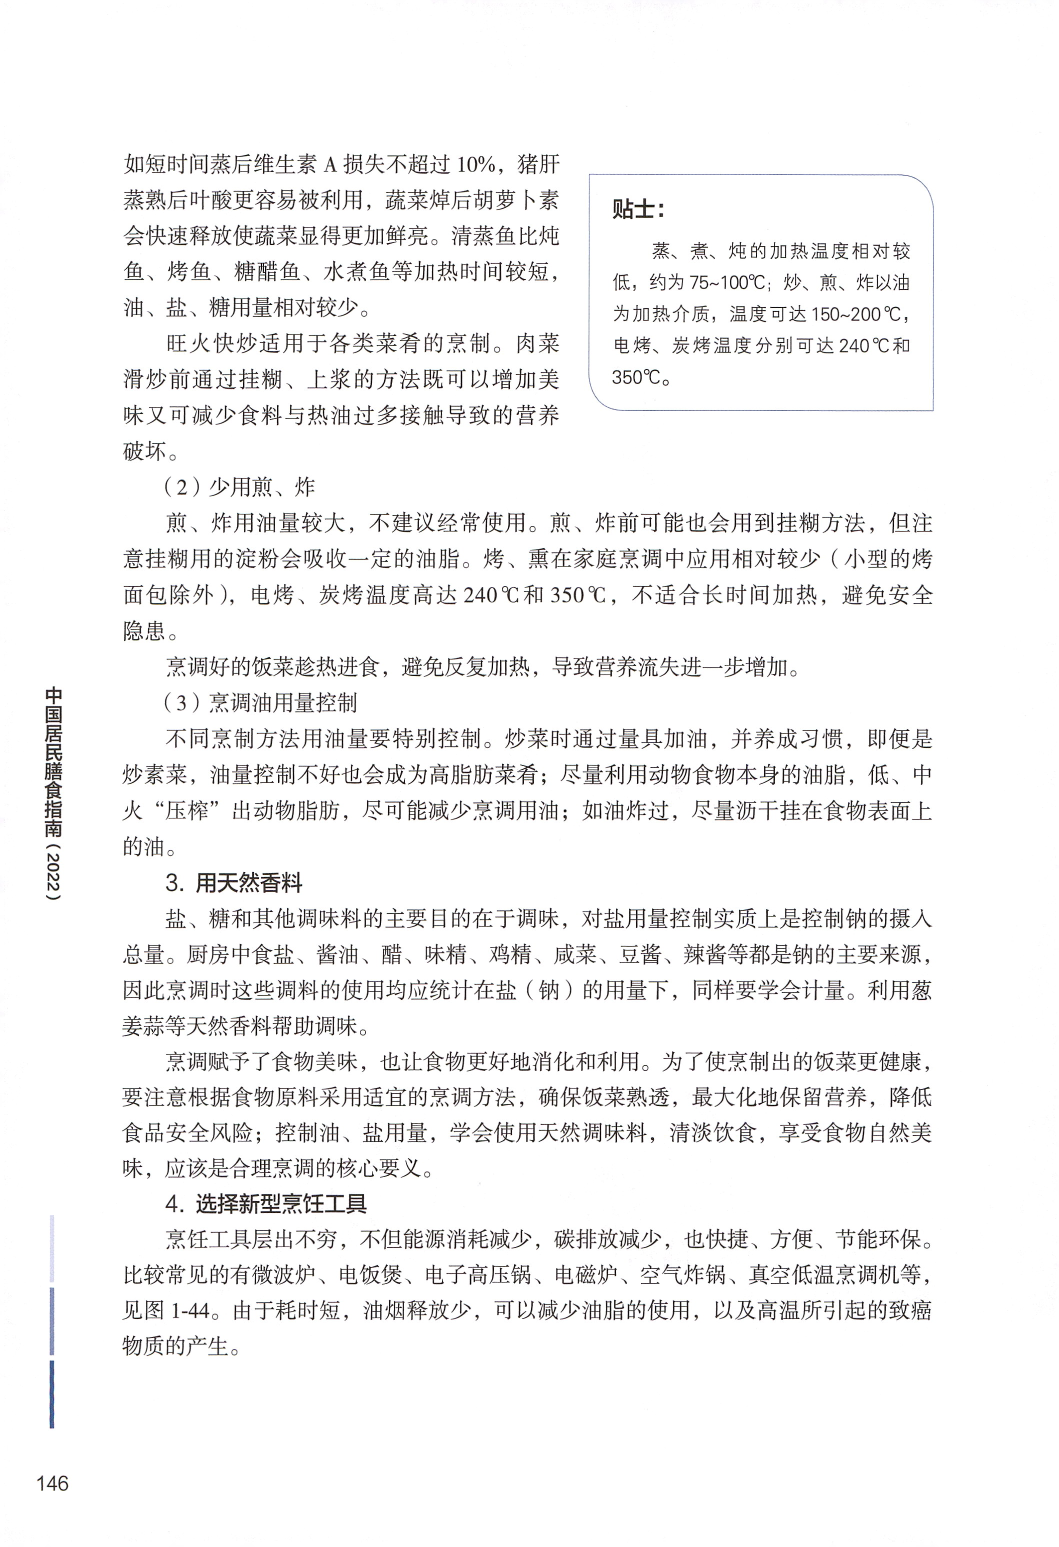 如短时间蒸后维生素 A 损失不超过 10%，猪肝
蒸熟后叶酸更容易被利用，蔬菜焯后胡萝卜素
会快速释放使蔬菜显得更加鲜亮。清蒸鱼比炖
鱼、烤鱼、糖醋鱼、水煮鱼等加热时间较短，
油、盐、糖用量相对较少。
旺火快炒适用于各类菜肴的烹制。肉菜
滑炒前通过挂糊、上浆的方法既可以增加美
味又可减少食料与热油过多接触导致的营养
破坏。
贴士：
蒸、煮、炖的加热温度相对较
低，约为 75~100℃；炒、煎、炸以油
为加热介质，温度可达 150~200℃，
电烤、炭烤温度分别可达 240℃和
350℃。
（2）少用煎、炸
煎、炸用油量较大，不建议经常使用。煎、炸前可能也会用到挂糊方法，但注
意挂糊用的淀粉会吸收一定的油脂。烤、熏在家庭烹调中应用相对较少（小型的烤
面包除外），电烤、炭烤温度高达 240℃和 350℃，不适合长时间加热，避免安全
隐患。
烹调好的饭菜趁热进食，避免反复加热，导致营养流失进一步增加。
（3）烹调油用量控制
不同烹制方法用油量要特别控制。炒菜时通过量具加油，并养成习惯，即便是
炒素菜，油量控制不好也会成为高脂肪菜肴；尽量利用动物食物本身的油脂，低、中
火“压榨”出动物脂肪，尽可能减少烹调用油；如油炸过，尽量沥干挂在食物表面上
的油。
3. 用天然香料
盐、糖和其他调味料的主要目的在于调味，对盐用量控制实质上是控制钠的摄入
总量。厨房中食盐、酱油、醋、味精、鸡精、咸菜、豆酱、辣酱等都是钠的主要来源，
因此烹调时这些调料的使用均应统计在盐（钠）的用量下，同样要学会计量。利用葱
姜蒜等天然香料帮助调味。
烹调赋予了食物美味，也让食物更好地消化和利用。为了使烹制出的饭菜更健康，
要注意根据食物原料采用适宜的烹调方法，确保饭菜熟透，最大化地保留营养，降低
食品安全风险；控制油、盐用量，学会使用天然调味料，清淡饮食，享受食物自然美
味，应该是合理烹调的核心要义。
4. 选择新型烹饪工具
烹饪工具层出不穷，不但能源消耗减少，碳排放减少，也快捷、方便、节能环保。
比较常见的有微波炉、电饭煲、电子高压锅、电磁炉、空气炸锅、真空低温烹调机等，
见图 1-44。由于耗时短，油烟释放少，可以减少油脂的使用，以及高温所引起的致癌
物质的产生。
中国居民膳食指南（2022）
146